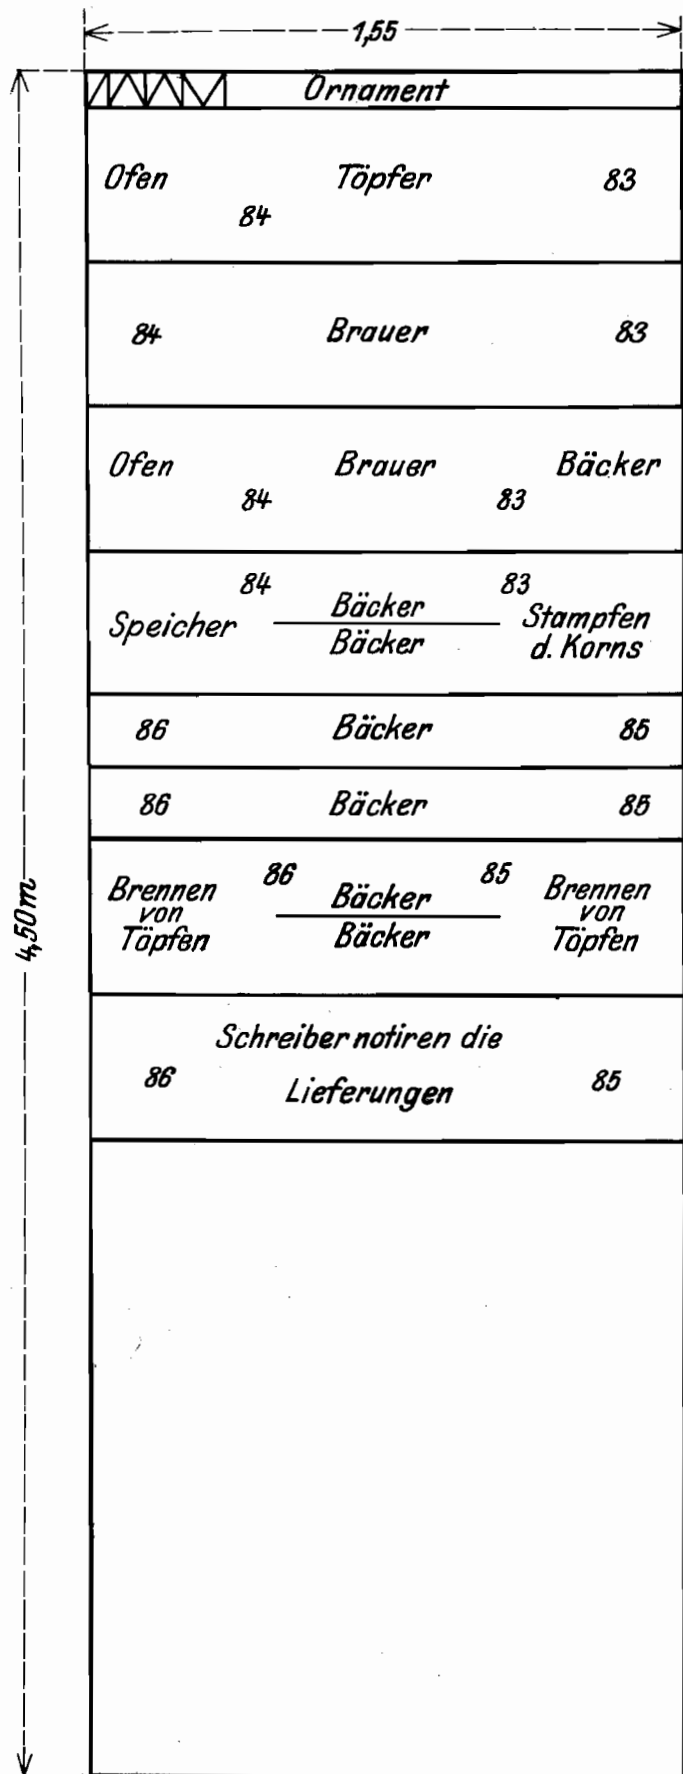 1,55
Ornament
Ofen Töpfer 83
84
84 Brauer 83
Ofen Brauer Bäcker
84 83
84 83
Speicher Bäcker Stampfen
Bäcker d. Korns
86 Bäcker 85
86 Bäcker 85
86 85
Brennen Bäcker Brennen
von von
Töpfen Bäcker Töpfen
Schreiber notiren die
86 Lieferungen 85
4,50m